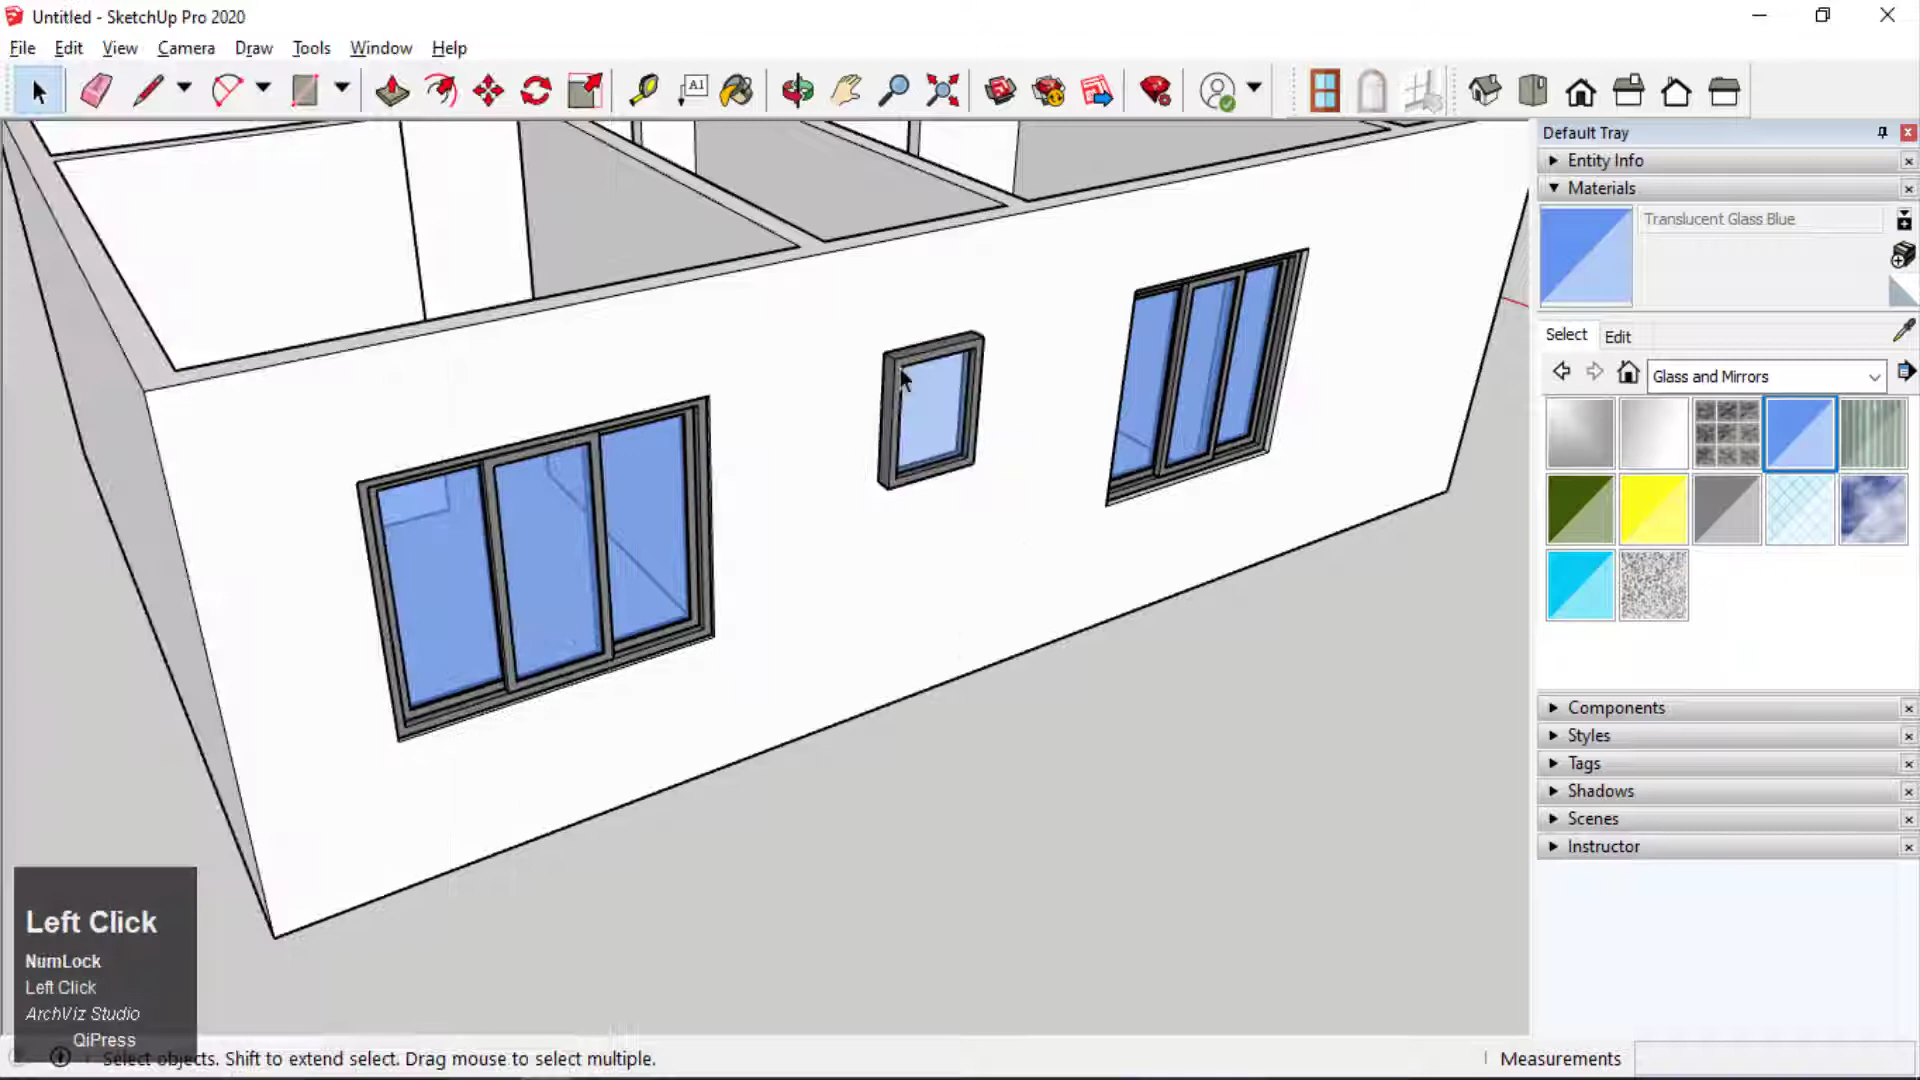 Untitled - SketchUp Pro 2020
File Edit View Camera Draw Tools Window Help
A1
Default Tray
Entity Info
Materials
Translucent Glass Blue
Select Edit
Glass and Mirrors
Components
Styles
Tags
Shadows
Scenes
Instructor
Left Click
NumLock
Left Click
ArchViz Studio
QiPress
Select objects. Shift to extend select. Drag mouse to select multiple.
Measurements